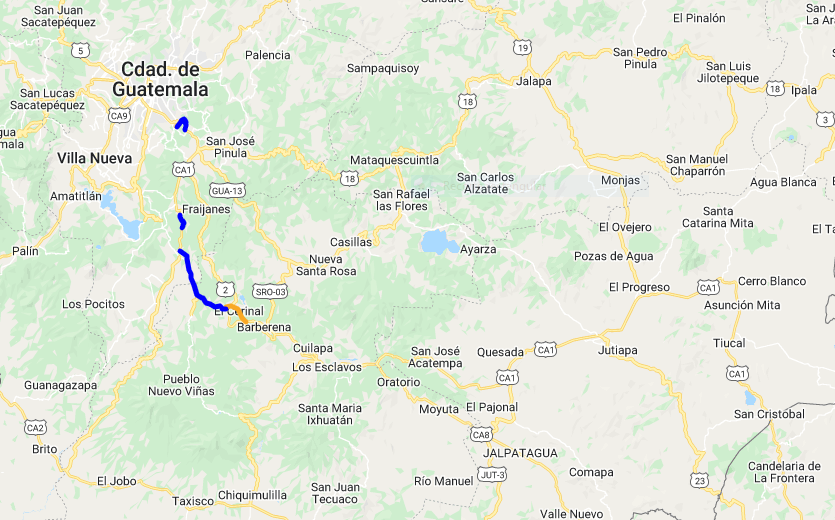 San Juan
Sacatepéquez
El Pinalón
5
Palencia
19
San Pedro
Pinula
Cdad. de
Guatemala
Sampaquisoy
San Luis
Jilotepeque
Jalapa
18
Ipala
San Lucas
Sacatepéquez
18
CA9
3
San José
Pinula
Villa Nueva
Mataquescuintla
San Manuel
Chaparrón
CA1
18
San Carlos
Alzatate
Monjas
Agua Blanca
GUA-13
Amatitlán
San Rafael
las Flores
Fraijanes
Santa
Catarina Mita
El Ovejero
Casillas
Palín
Ayarza
Pozas de Agua
Nueva
Santa Rosa
2
SRO-03
El Progreso
CA1
Cerro Blanco
Los Pocitos
Asunción Mita
Barberena
Cuilapa
Tiucal
San José
Acatempa
Quesada
CA1
Jutiapa
Los Esclavos
CA1
CA1
Pueblo
Nuevo Viñas
Guanagazapa
Oratorio
Santa María
Ixhuatán
Moyuta
El Pajonal
San Cristóbal
CA2
CA8
Brito
JALPATAGUA
Candelaria de
La Frontera
JUT-3
Comapa
El Jobo
Río Manuel
23
San Juan
Tecuaco
Chiquimulilla
Taxisco
Valle Nuevo